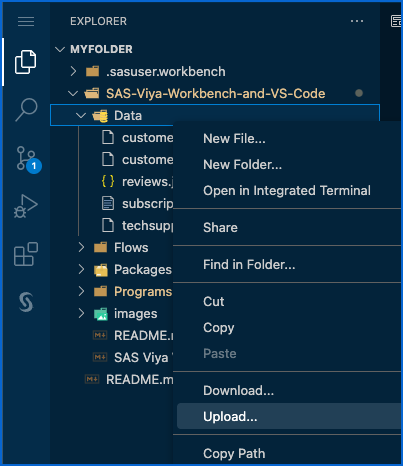 EXPLORER
MYFOLDER
.sasuser.workbench
SAS-Viya-Workbench-and-VS-Code
Data
custome
custome
reviews.j
subscrip
techsupp
Flows
Packages
Programs
images
README.m
SAS Viya
README.m
New File...
New Folder...
Open in Integrated Terminal
Share
Find in Folder...
Cut
Copy
Paste
Download...
Upload...
Copy Path
1